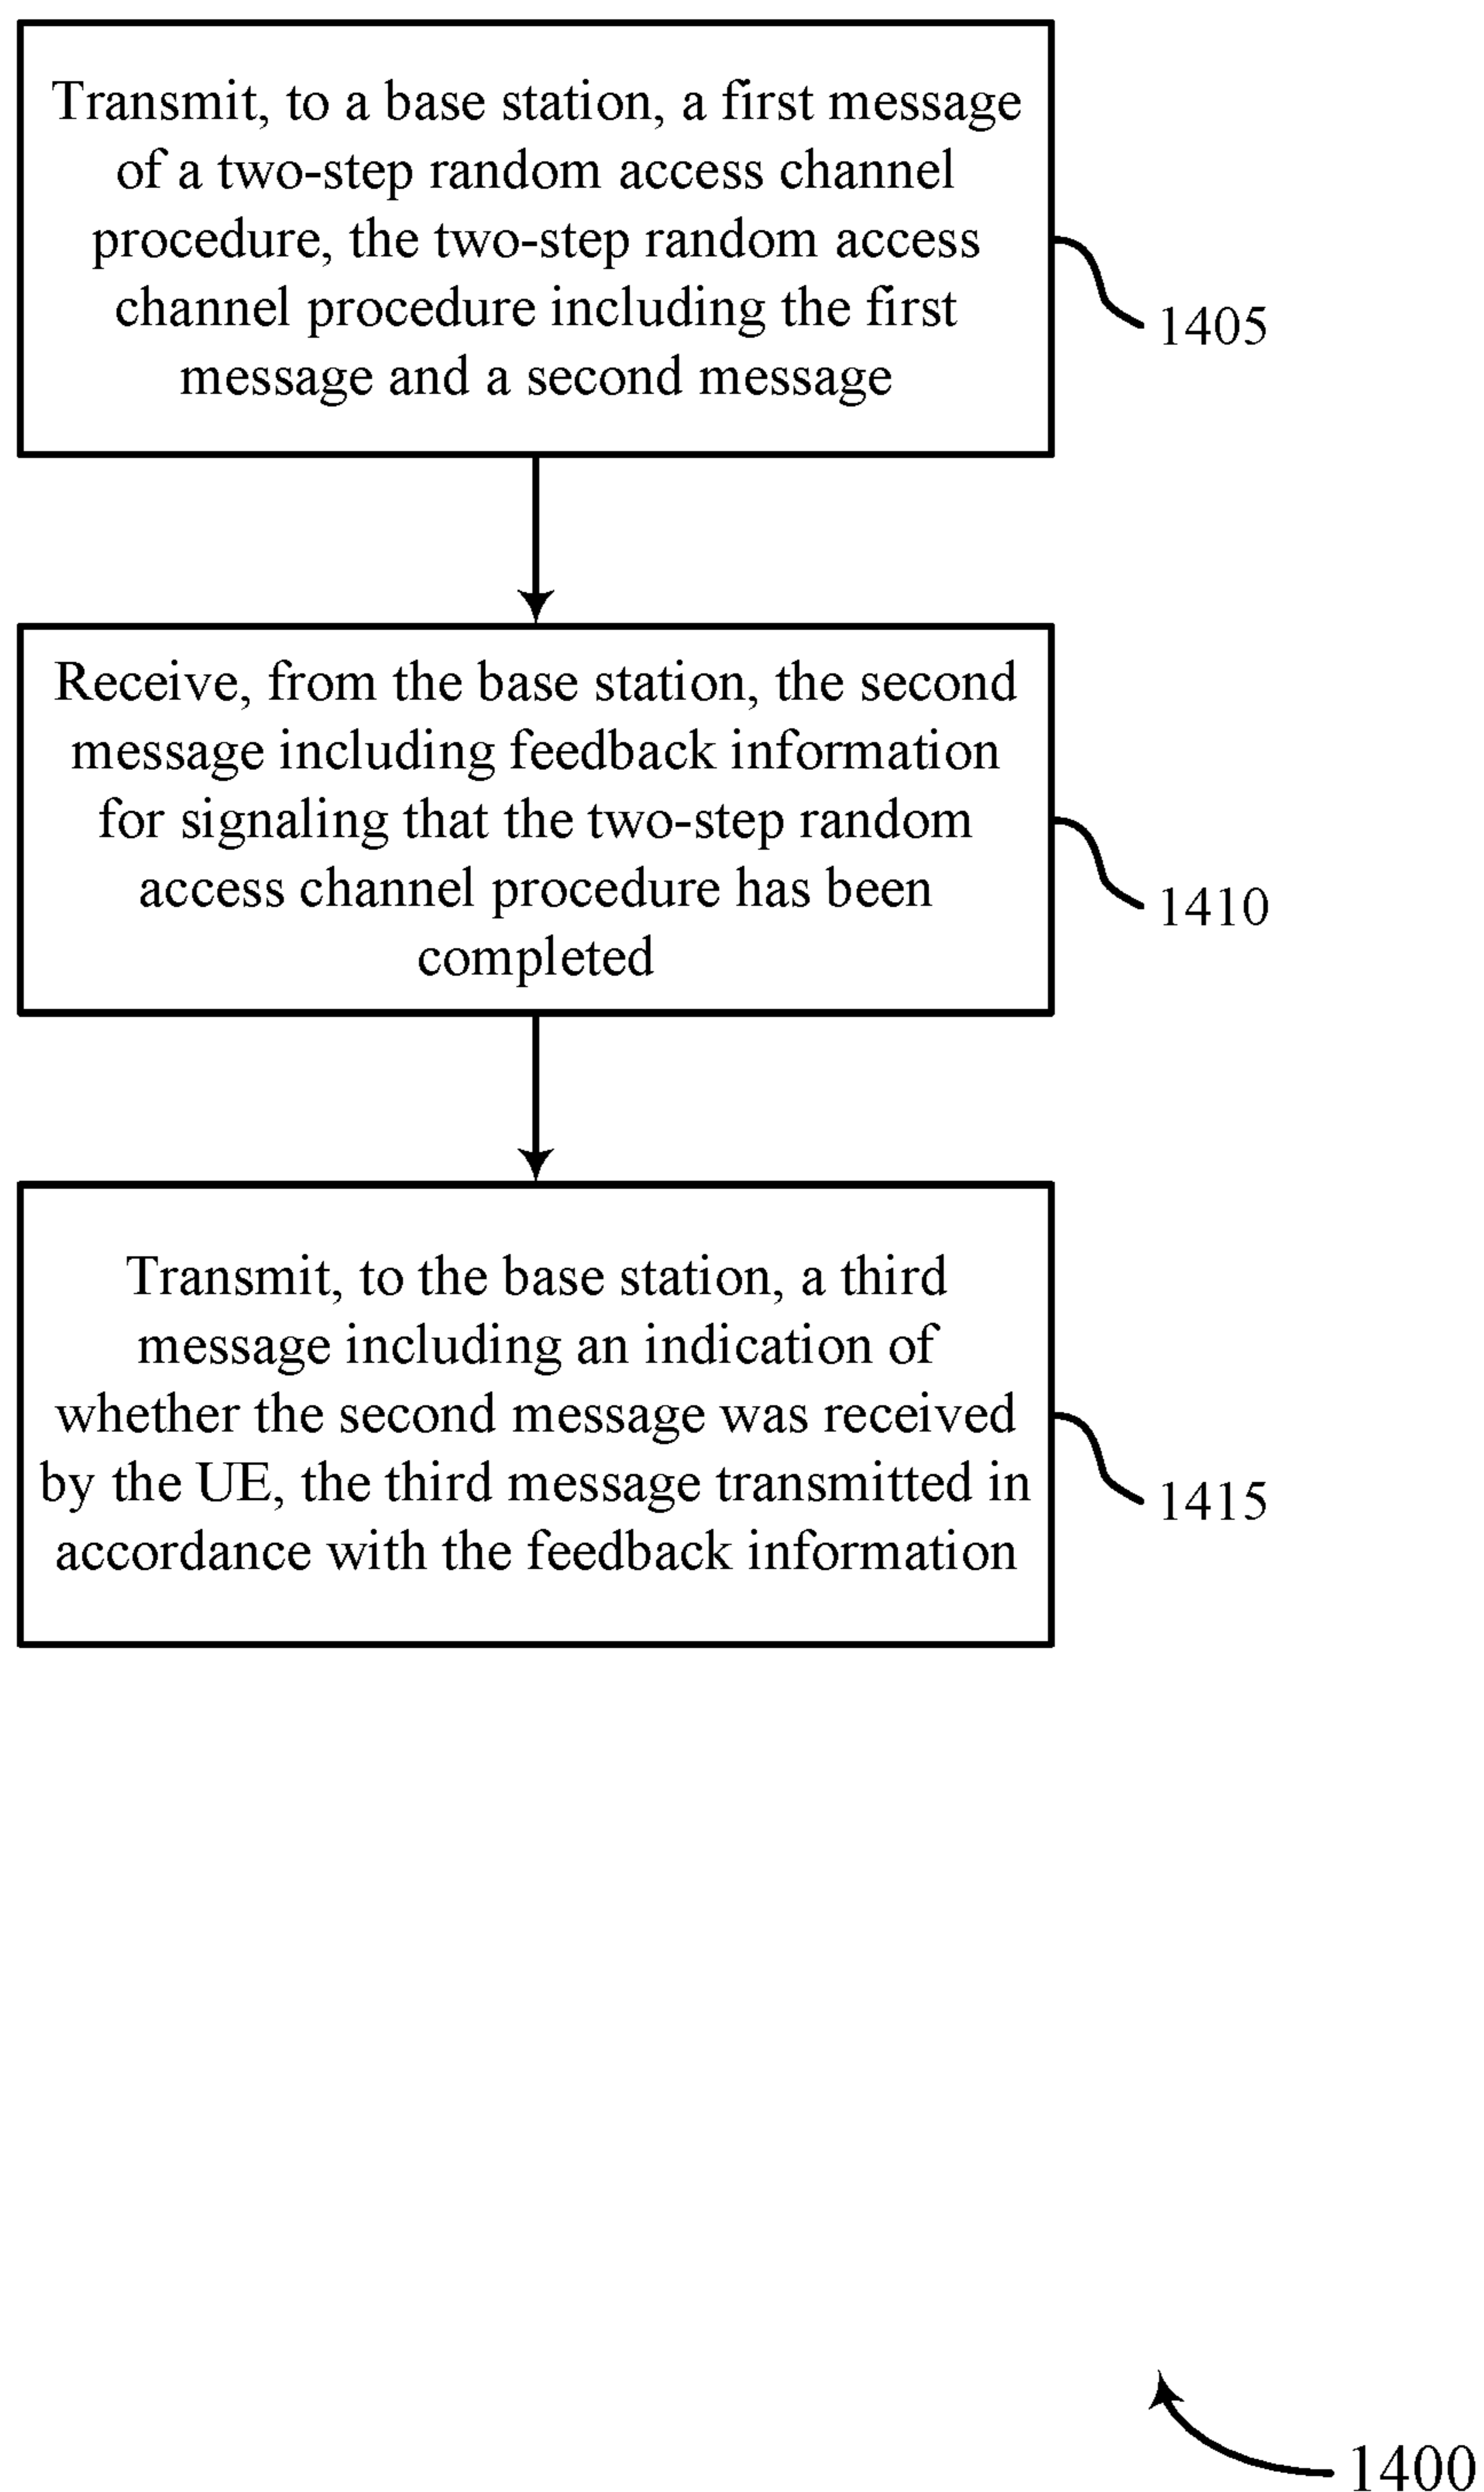 Transmit, to a base station, a first message
of a two-step random access channel
procedure, the two-step random access
channel procedure including the first
message and a second message
1405
Receive, from the base station, the second
message including feedback information
for signaling that the two-step random
access channel procedure has been
completed
1410
Transmit, to the base station, a third
message including an indication of
whether the second message was received
by the UE, the third message transmitted in
accordance with the feedback information
1415
1400